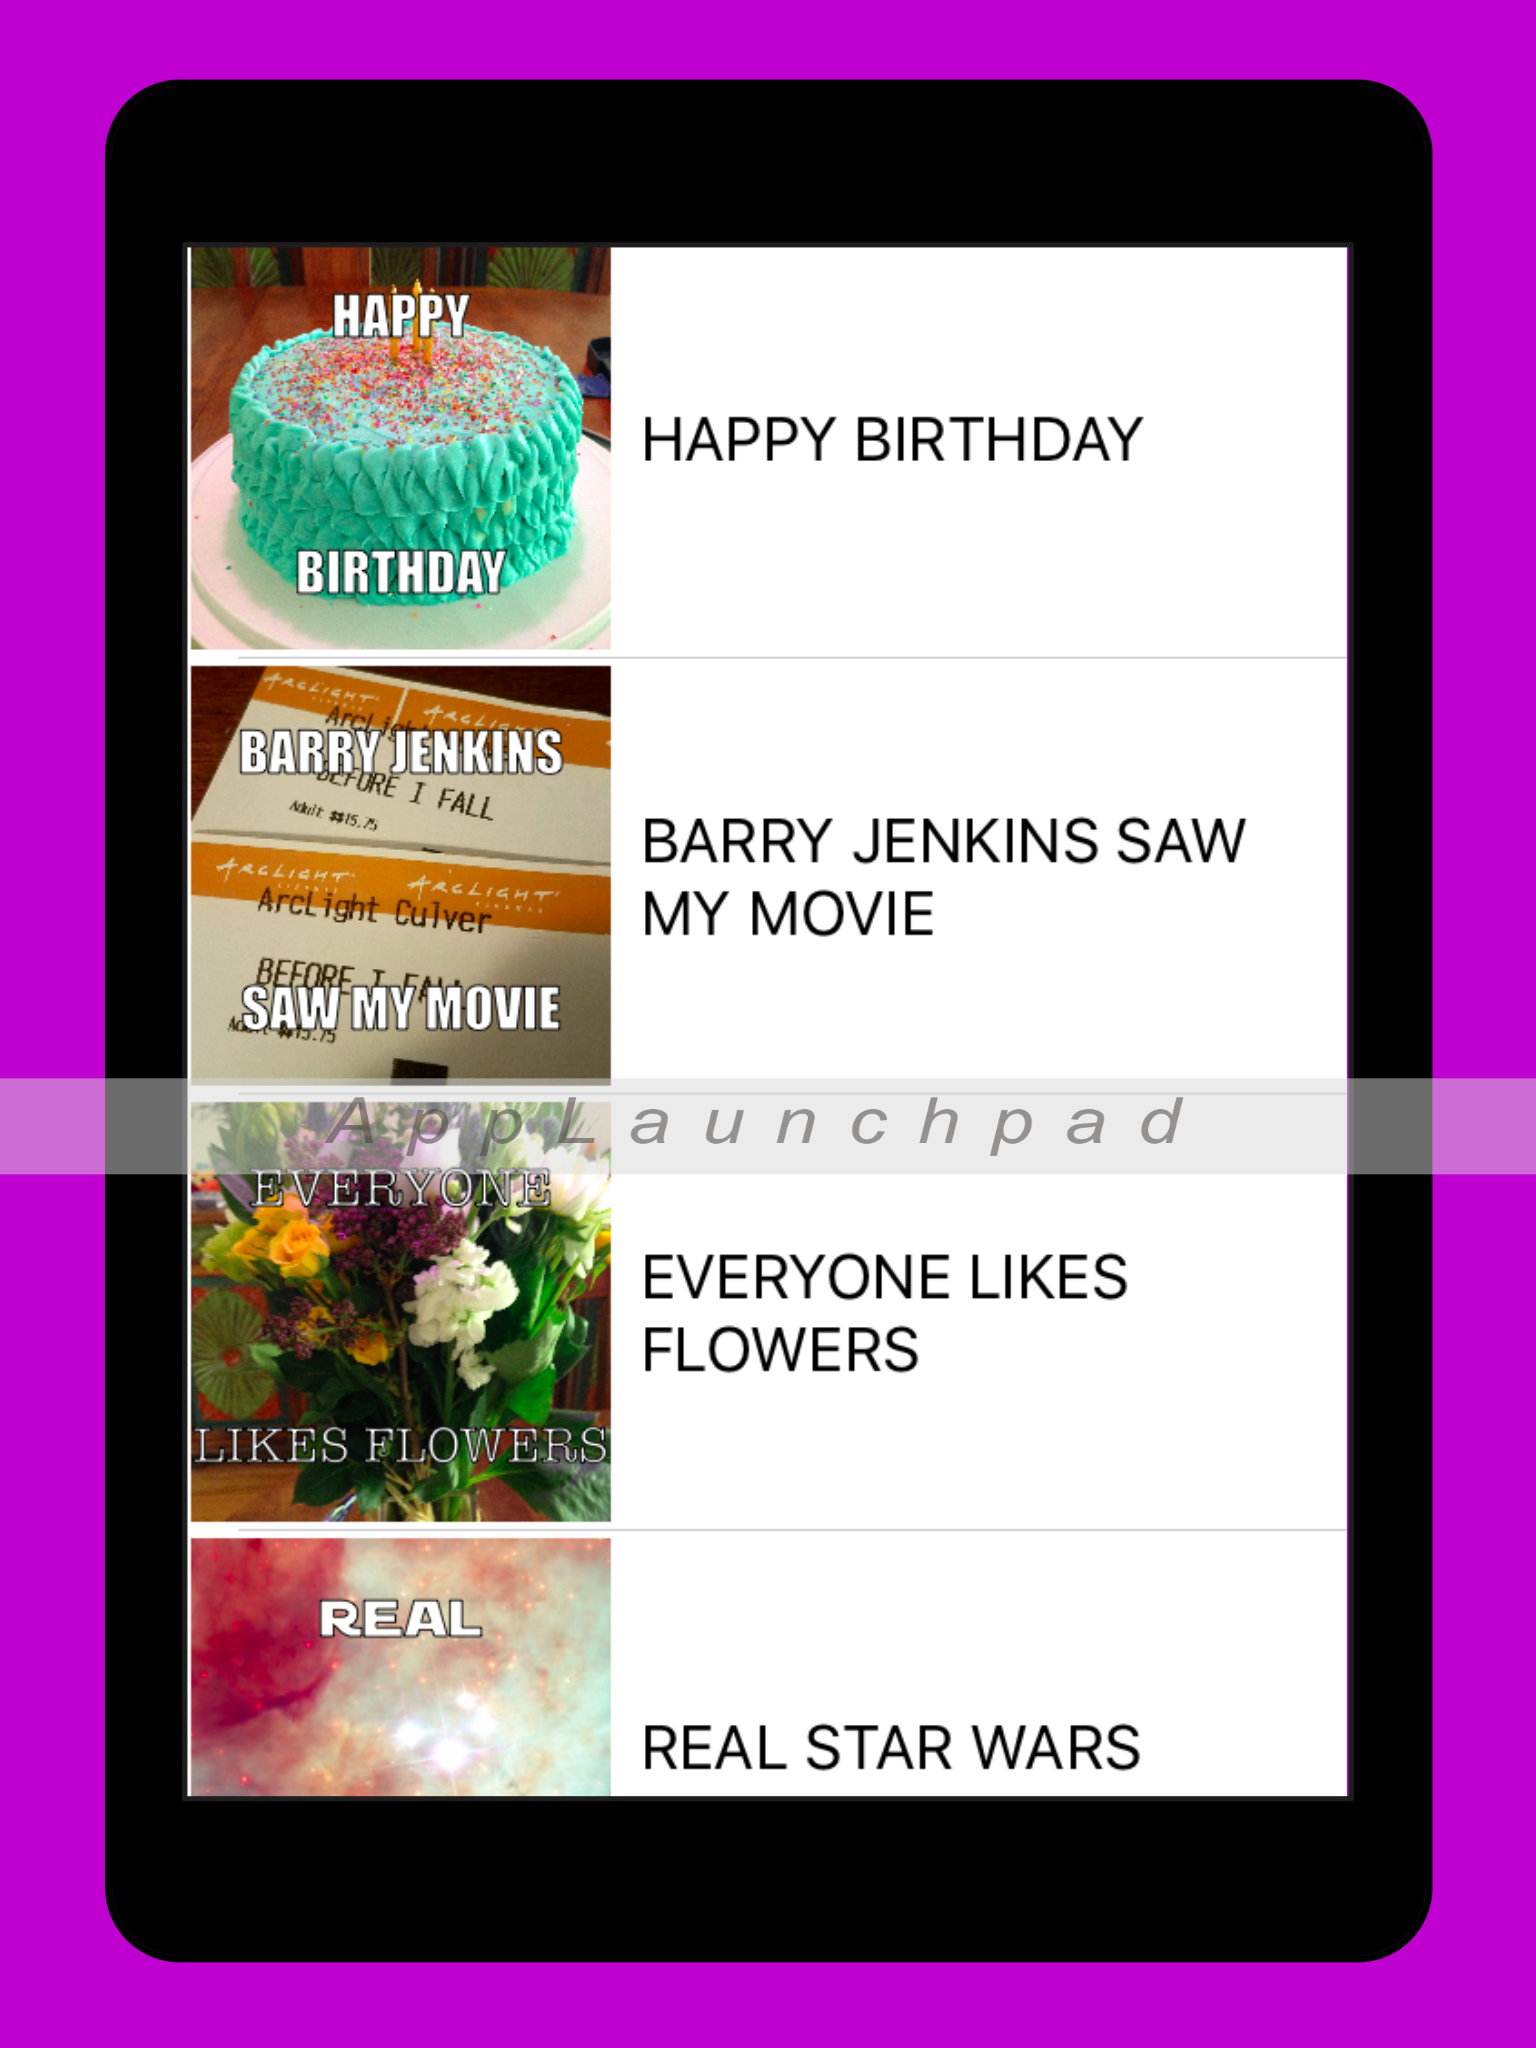 HAPPY
BIRTHDAY
HAPPY BIRTHDAY
ARCLIGHT
ARCLIGHT
BARRY JENKINS
BEFORE I FALL
Adult $$15.75
ARCLIGHT
ARCLIGHT
ArcLight Culver
BEFORE I FALL
SAW MY MOVIE
$$15.75
BARRY JENKINS SAW
MY MOVIE
AppLaunchpad
EVERYONE
LIKES FLOWERS
EVERYONE LIKES
FLOWERS
REAL
REAL STAR WARS